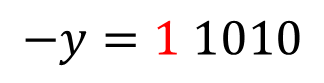 −𝑦 = 1 1010